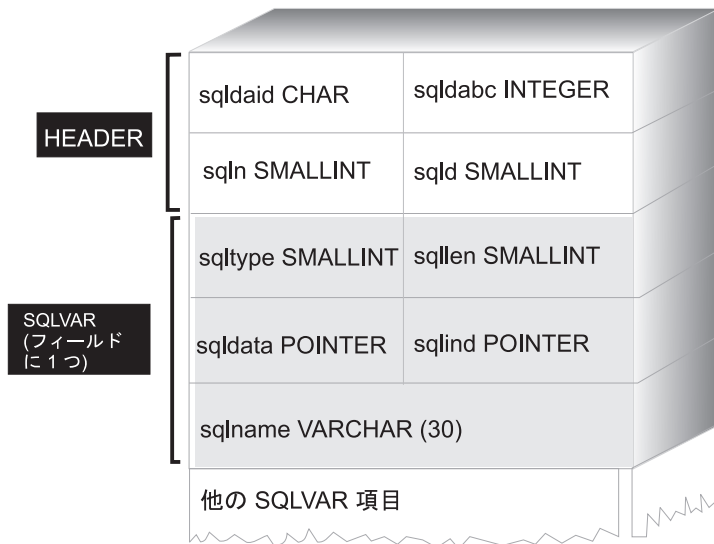 HEADER
sqldaid CHAR
sqldabc INTEGER
sqln SMALLINT
sqld SMALLINT
SQLVAR
(フィールド
に 1 つ)
sqltype SMALLINT
sqllen SMALLINT
sqldata POINTER
sqlind POINTER
sqlname VARCHAR (30)
他の SQLVAR 項目